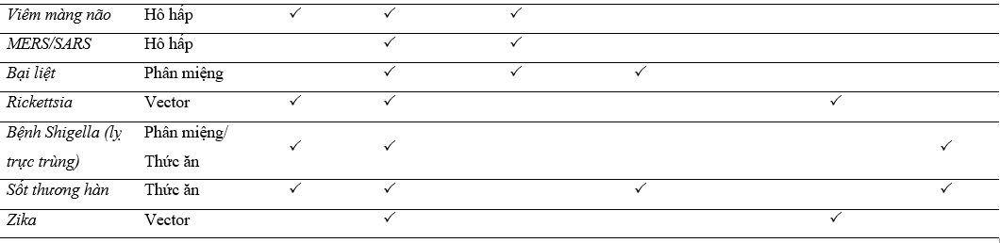 Viêm màng não Hô hấp ✓ ✓ ✓
MERS/SARS Hô hấp ✓ ✓
Bại liệt Phân miệng ✓ ✓ ✓
Rickettsia Vector ✓ ✓ ✓
Bệnh Shigella (lỵ trực trùng) Phân miệng/ Thức ăn ✓ ✓ ✓
Sốt thương hàn Thức ăn ✓ ✓ ✓ ✓
Zika Vector ✓ ✓